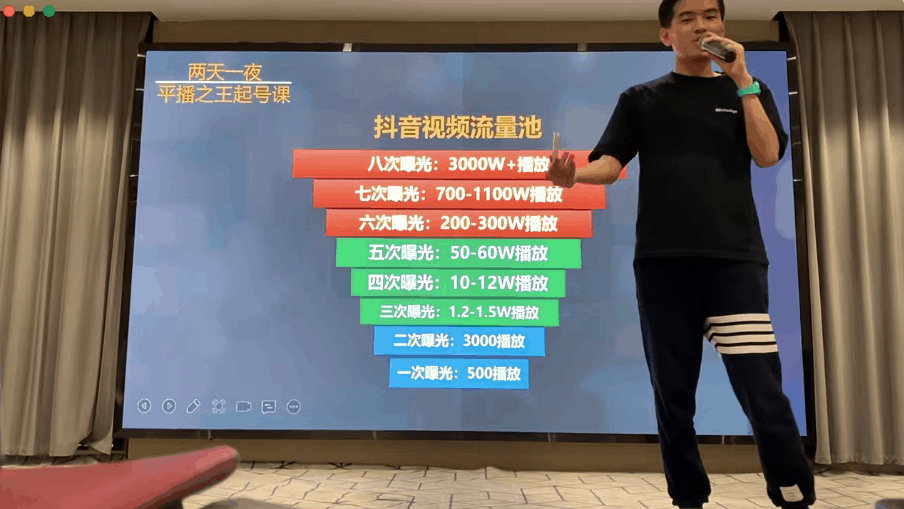 两天一夜
平播之王起号课
抖音视频流量池
八次曝光：3000W+播放
七次曝光：700-1100W播放
六次曝光：200-300W播放
五次曝光：50-60W播放
四次曝光：10-12W播放
三次曝光：1.2-1.5W播放
二次曝光：3000播放
一次曝光：500播放